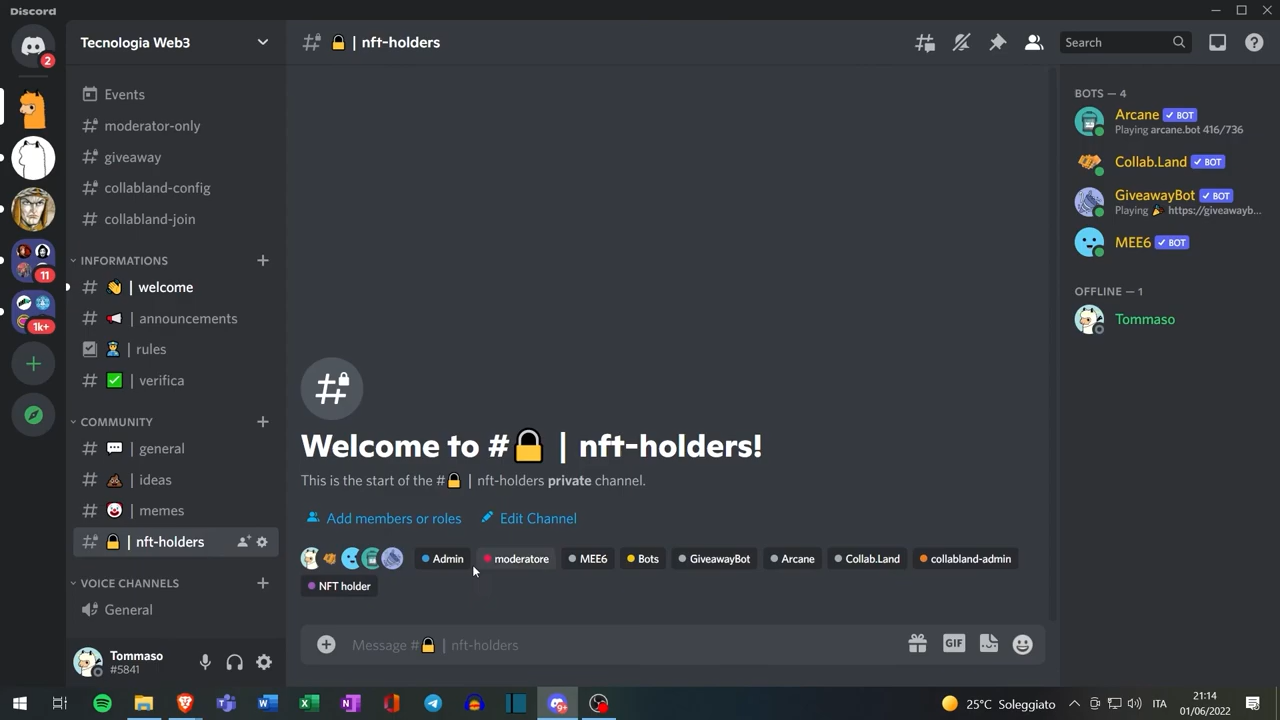 Discord
2
11
1k+
Tecnologia Web3
Events
moderator-only
giveaway
collabland-config
collabland-join
INFORMATIONS
| welcome
| announcements
| rules
| verifica
COMMUNITY
| general
| ideas
| memes
| nft-holders
VOICE CHANNELS
General
Tommaso
#5841
| nft-holders
Search
Welcome to # | nft-holders!
This is the start of the # | nft-holders private channel.
Add members or roles Edit Channel
Admin moderatore MEE6 Bots GiveawayBot Arcane Collab.Land collabland-admin
NFT holder
Message # | nft-holders
GIF
BOTS — 4
Arcane BOT
Playing arcane.bot 416/736
Collab.Land BOT
GiveawayBot BOT
Playing https://giveawayb...
MEE6 BOT
OFFLINE — 1
Tommaso
25°C Soleggiato
ITA
21:14
01/06/2022